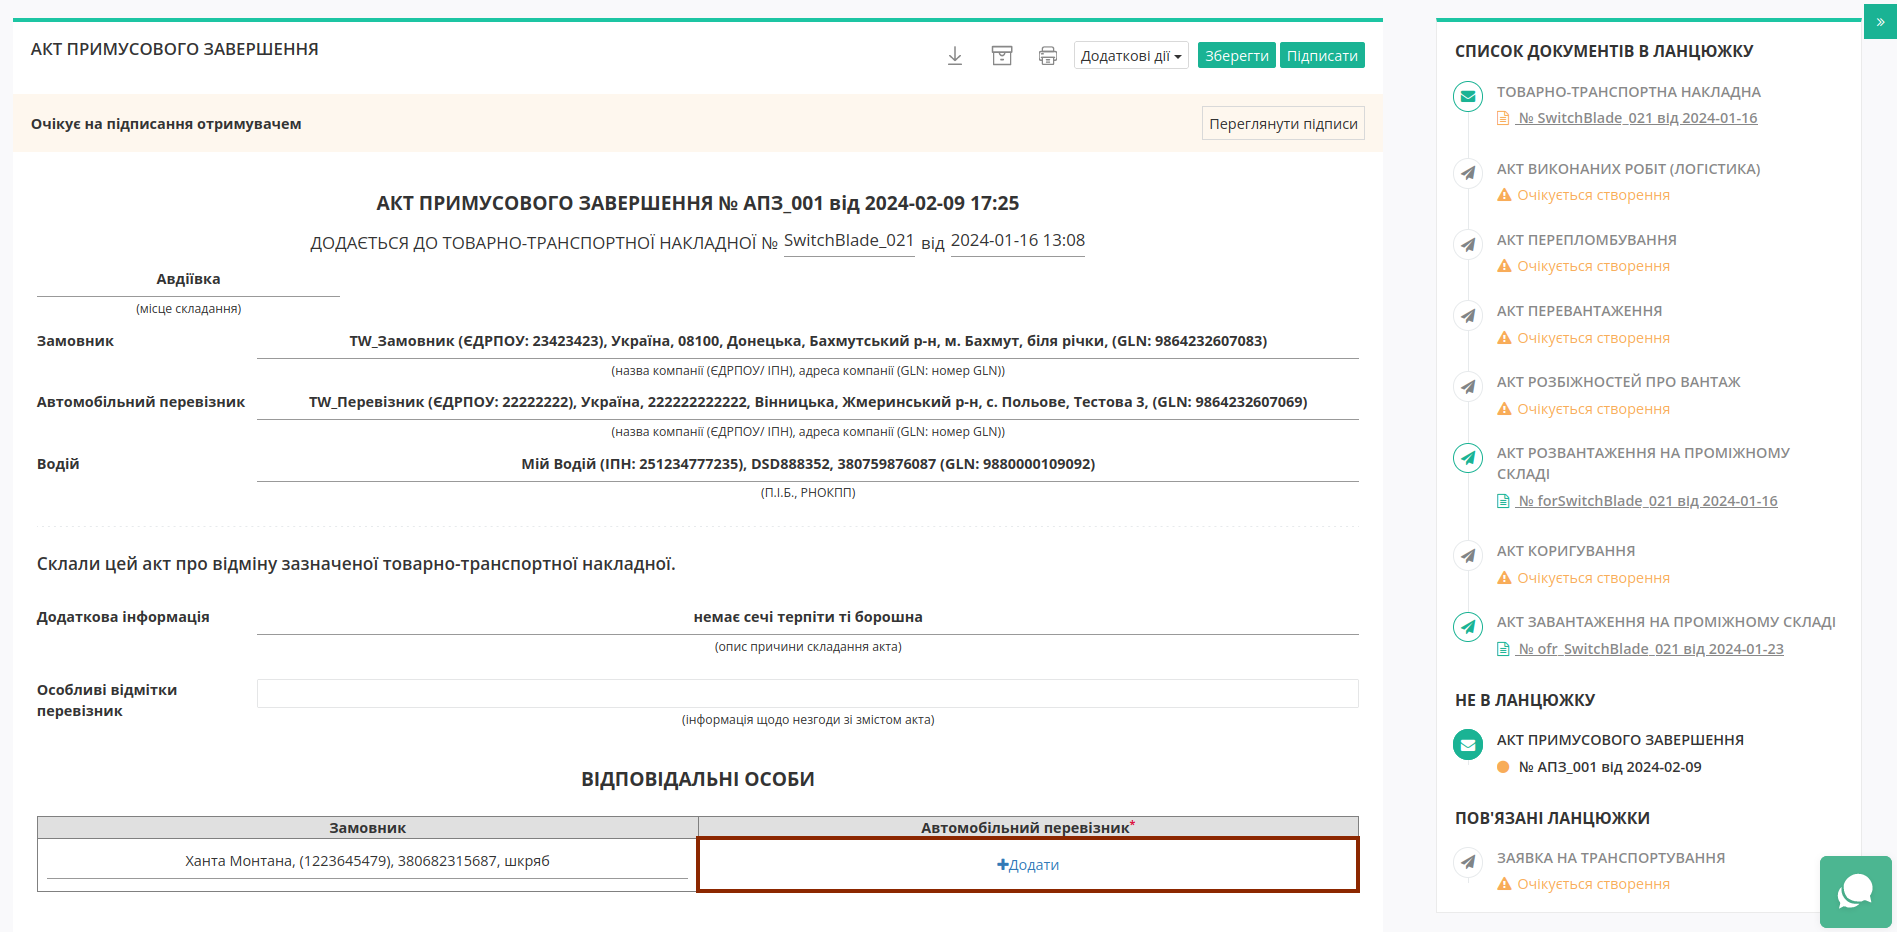 АКТ ПРИМУСОВОГО ЗАВЕРШЕННЯ
Додаткові дії
Зберегти
Підписати
Очікує на підписання отримувачем
Переглянути підписи
АКТ ПРИМУСОВОГО ЗАВЕРШЕННЯ № АПЗ_001 від 2024-02-09 17:25
ДОДАЄТЬСЯ ДО ТОВАРНО-ТРАНСПОРТНОЇ НАКЛАДНОЇ № SwitchBlade_021 від 2024-01-16 13:08
Авдіївка
(місце складання)
Замовник TW_Замовник (ЄДРПОУ: 23423423), Україна, 08100, Донецька, Бахмутський р-н, м. Бахмут, біля річки, (GLN: 9864232607083)
(назва компанії (ЄДРПОУ/ ІПН), адреса компанії (GLN: номер GLN))
Автомобільний перевізник TW_Перевізник (ЄДРПОУ: 22222222), Україна, 222222222222, Вінницька, Жмеринський р-н, с. Польове, Тестова 3, (GLN: 9864232607069)
(назва компанії (ЄДРПОУ/ ІПН), адреса компанії (GLN: номер GLN))
Водій Мій Водій (ІПН: 251234777235), DSD888352, 380759876087 (GLN: 9880000109092)
(П.І.Б., РНОКПП)
Склали цей акт про відміну зазначеної товарно-транспортної накладної.
Додаткова інформація немає сечі терпіти ті борошна
(опис причини складання акта)
Особливі відмітки
перевізник
(інформація щодо незгоди зі змістом акта)
ВІДПОВІДАЛЬНІ ОСОБИ
Замовник Автомобільний перевізник*
Ханта Монтана, (1223645479), 380682315687, шкряб
Додати
»
СПИСОК ДОКУМЕНТІВ В ЛАНЦЮЖКУ
ТОВАРНО-ТРАНСПОРТНА НАКЛАДНА
№ SwitchBlade_021 від 2024-01-16
АКТ ВИКОНАНИХ РОБІТ (ЛОГІСТИКА)
Очікується створення
АКТ ПЕРЕПЛОМБУВАННЯ
Очікується створення
АКТ ПЕРЕВАНТАЖЕННЯ
Очікується створення
АКТ РОЗБІЖНОСТЕЙ ПРО ВАНТАЖ
Очікується створення
АКТ РОЗВАНТАЖЕННЯ НА ПРОМІЖНОМУ
СКЛАДІ
№ forSwitchBlade_021 від 2024-01-16
АКТ КОРИГУВАННЯ
Очікується створення
АКТ ЗАВАНТАЖЕННЯ НА ПРОМІЖНОМУ СКЛАДІ
№ ofr_SwitchBlade_021 від 2024-01-23
НЕ В ЛАНЦЮЖКУ
АКТ ПРИМУСОВОГО ЗАВЕРШЕННЯ
№ АПЗ_001 від 2024-02-09
ПОВ'ЯЗАНІ ЛАНЦЮЖКИ
ЗАЯВКА НА ТРАНСПОРТУВАННЯ
Очікується створення